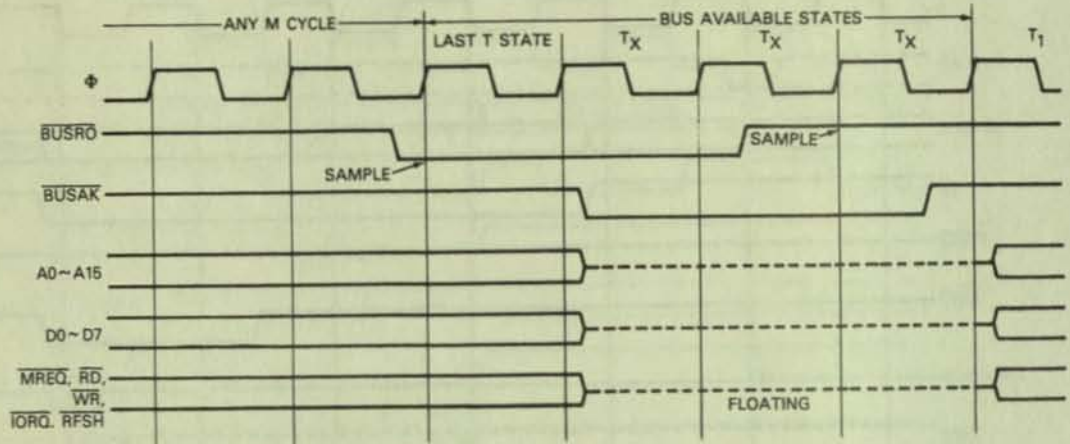 ANY M CYCLE
BUS AVAILABLE STATES
LAST T STATE
TX
TX
TX
T1
Φ
BUSRQ
SAMPLE
SAMPLE
BUSAK
A0~A15
D0~D7
MREQ, RD,
WR,
IORQ. RFSH
FLOATING